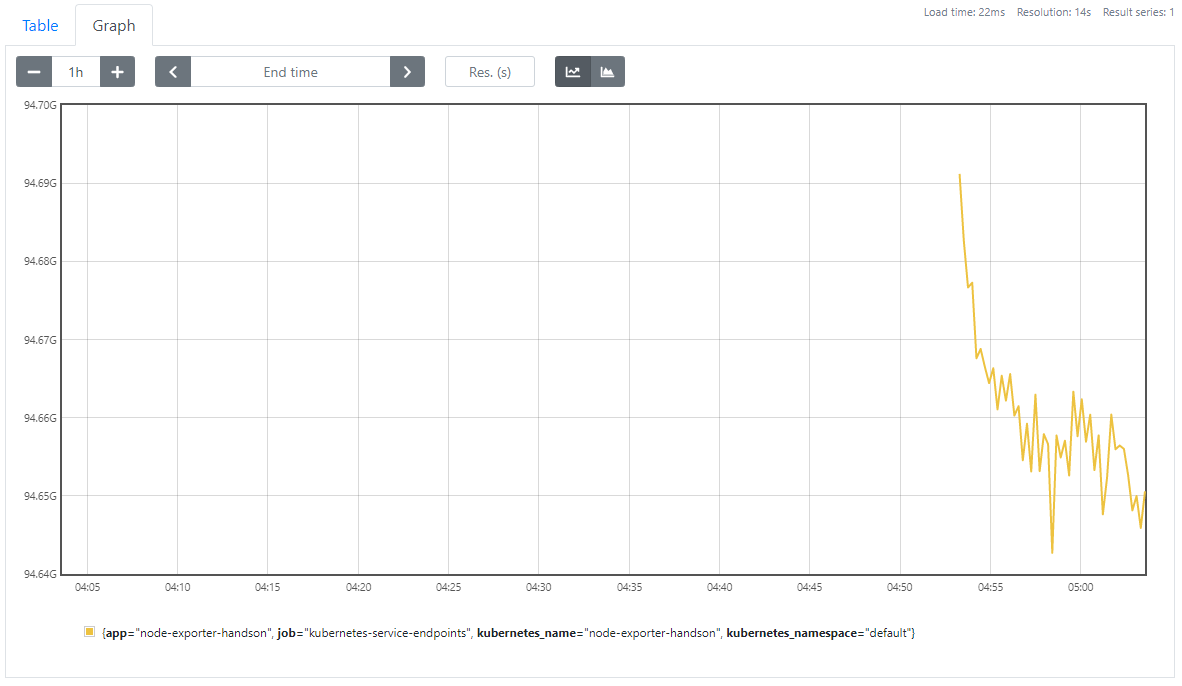 Load time: 22ms Resolution: 14s Result series: 1
Table Graph
1h End time Res. (s)
94.70G
94.69G
94.68G
94.67G
94.66G
94.65G
94.64G
04:05 04:10 04:15 04:20 04:25 04:30 04:35 04:40 04:45 04:50 04:55 05:00
{app="node-exporter-handson", job="kubernetes-service-endpoints", kubernetes_name="node-exporter-handson", kubernetes_namespace="default"}